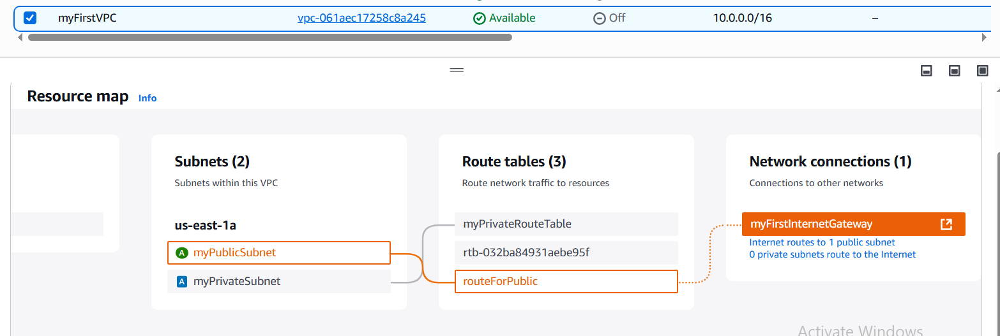 myFirstVPC vpc-061aec17258c8a245 Available Off 10.0.0.0/16 –
Resource map Info
Subnets (2)
Subnets within this VPC
us-east-1a
A myPublicSubnet
A myPrivateSubnet
Route tables (3)
Route network traffic to resources
myPrivateRouteTable
rtb-032ba84931aebe95f
routeForPublic
Network connections (1)
Connections to other networks
myFirstInternetGateway
Internet routes to 1 public subnet
0 private subnets route to the Internet
Activate Windows